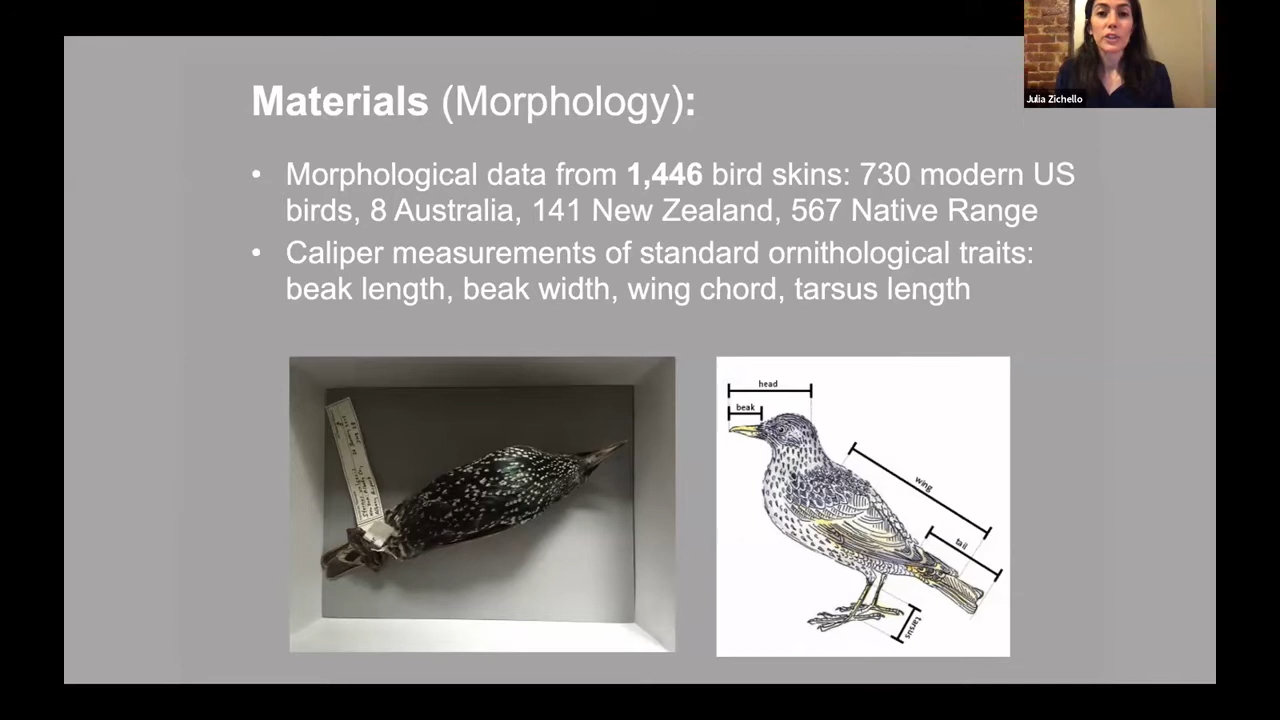 Julia Zichello
Materials (Morphology):
• Morphological data from 1,446 bird skins: 730 modern US
birds, 8 Australia, 141 New Zealand, 567 Native Range
• Caliper measurements of standard ornithological traits:
beak length, beak width, wing chord, tarsus length
head
beak
wing
tail
tarsus